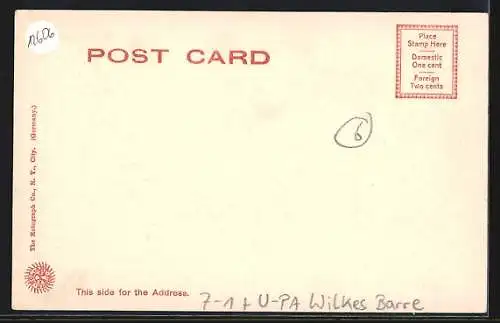 12606
POST CARD
Place
Stamp Here
Domestic
One cent
Foreign
Two cents
6
The Rotograph Co., N. Y., City. (Germany.)
This side for the Address.
7-1 + U-PA Wilkes Barre